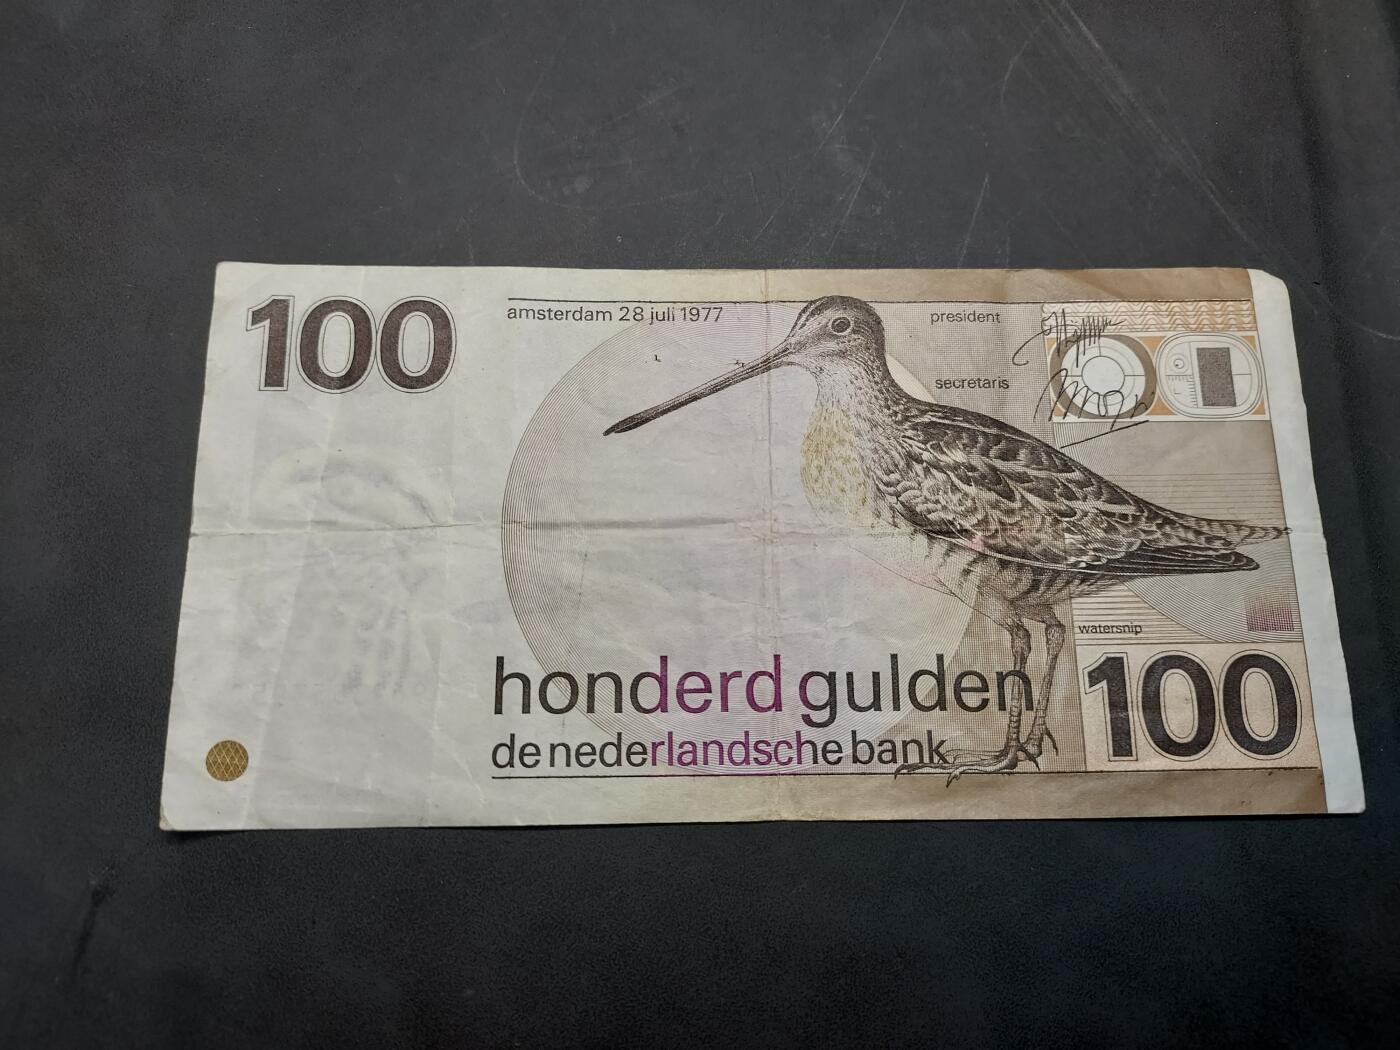 100
amsterdam 28 juli 1977
president
secretaris
watersnip
honderd gulden
de nederlandsche bank
100